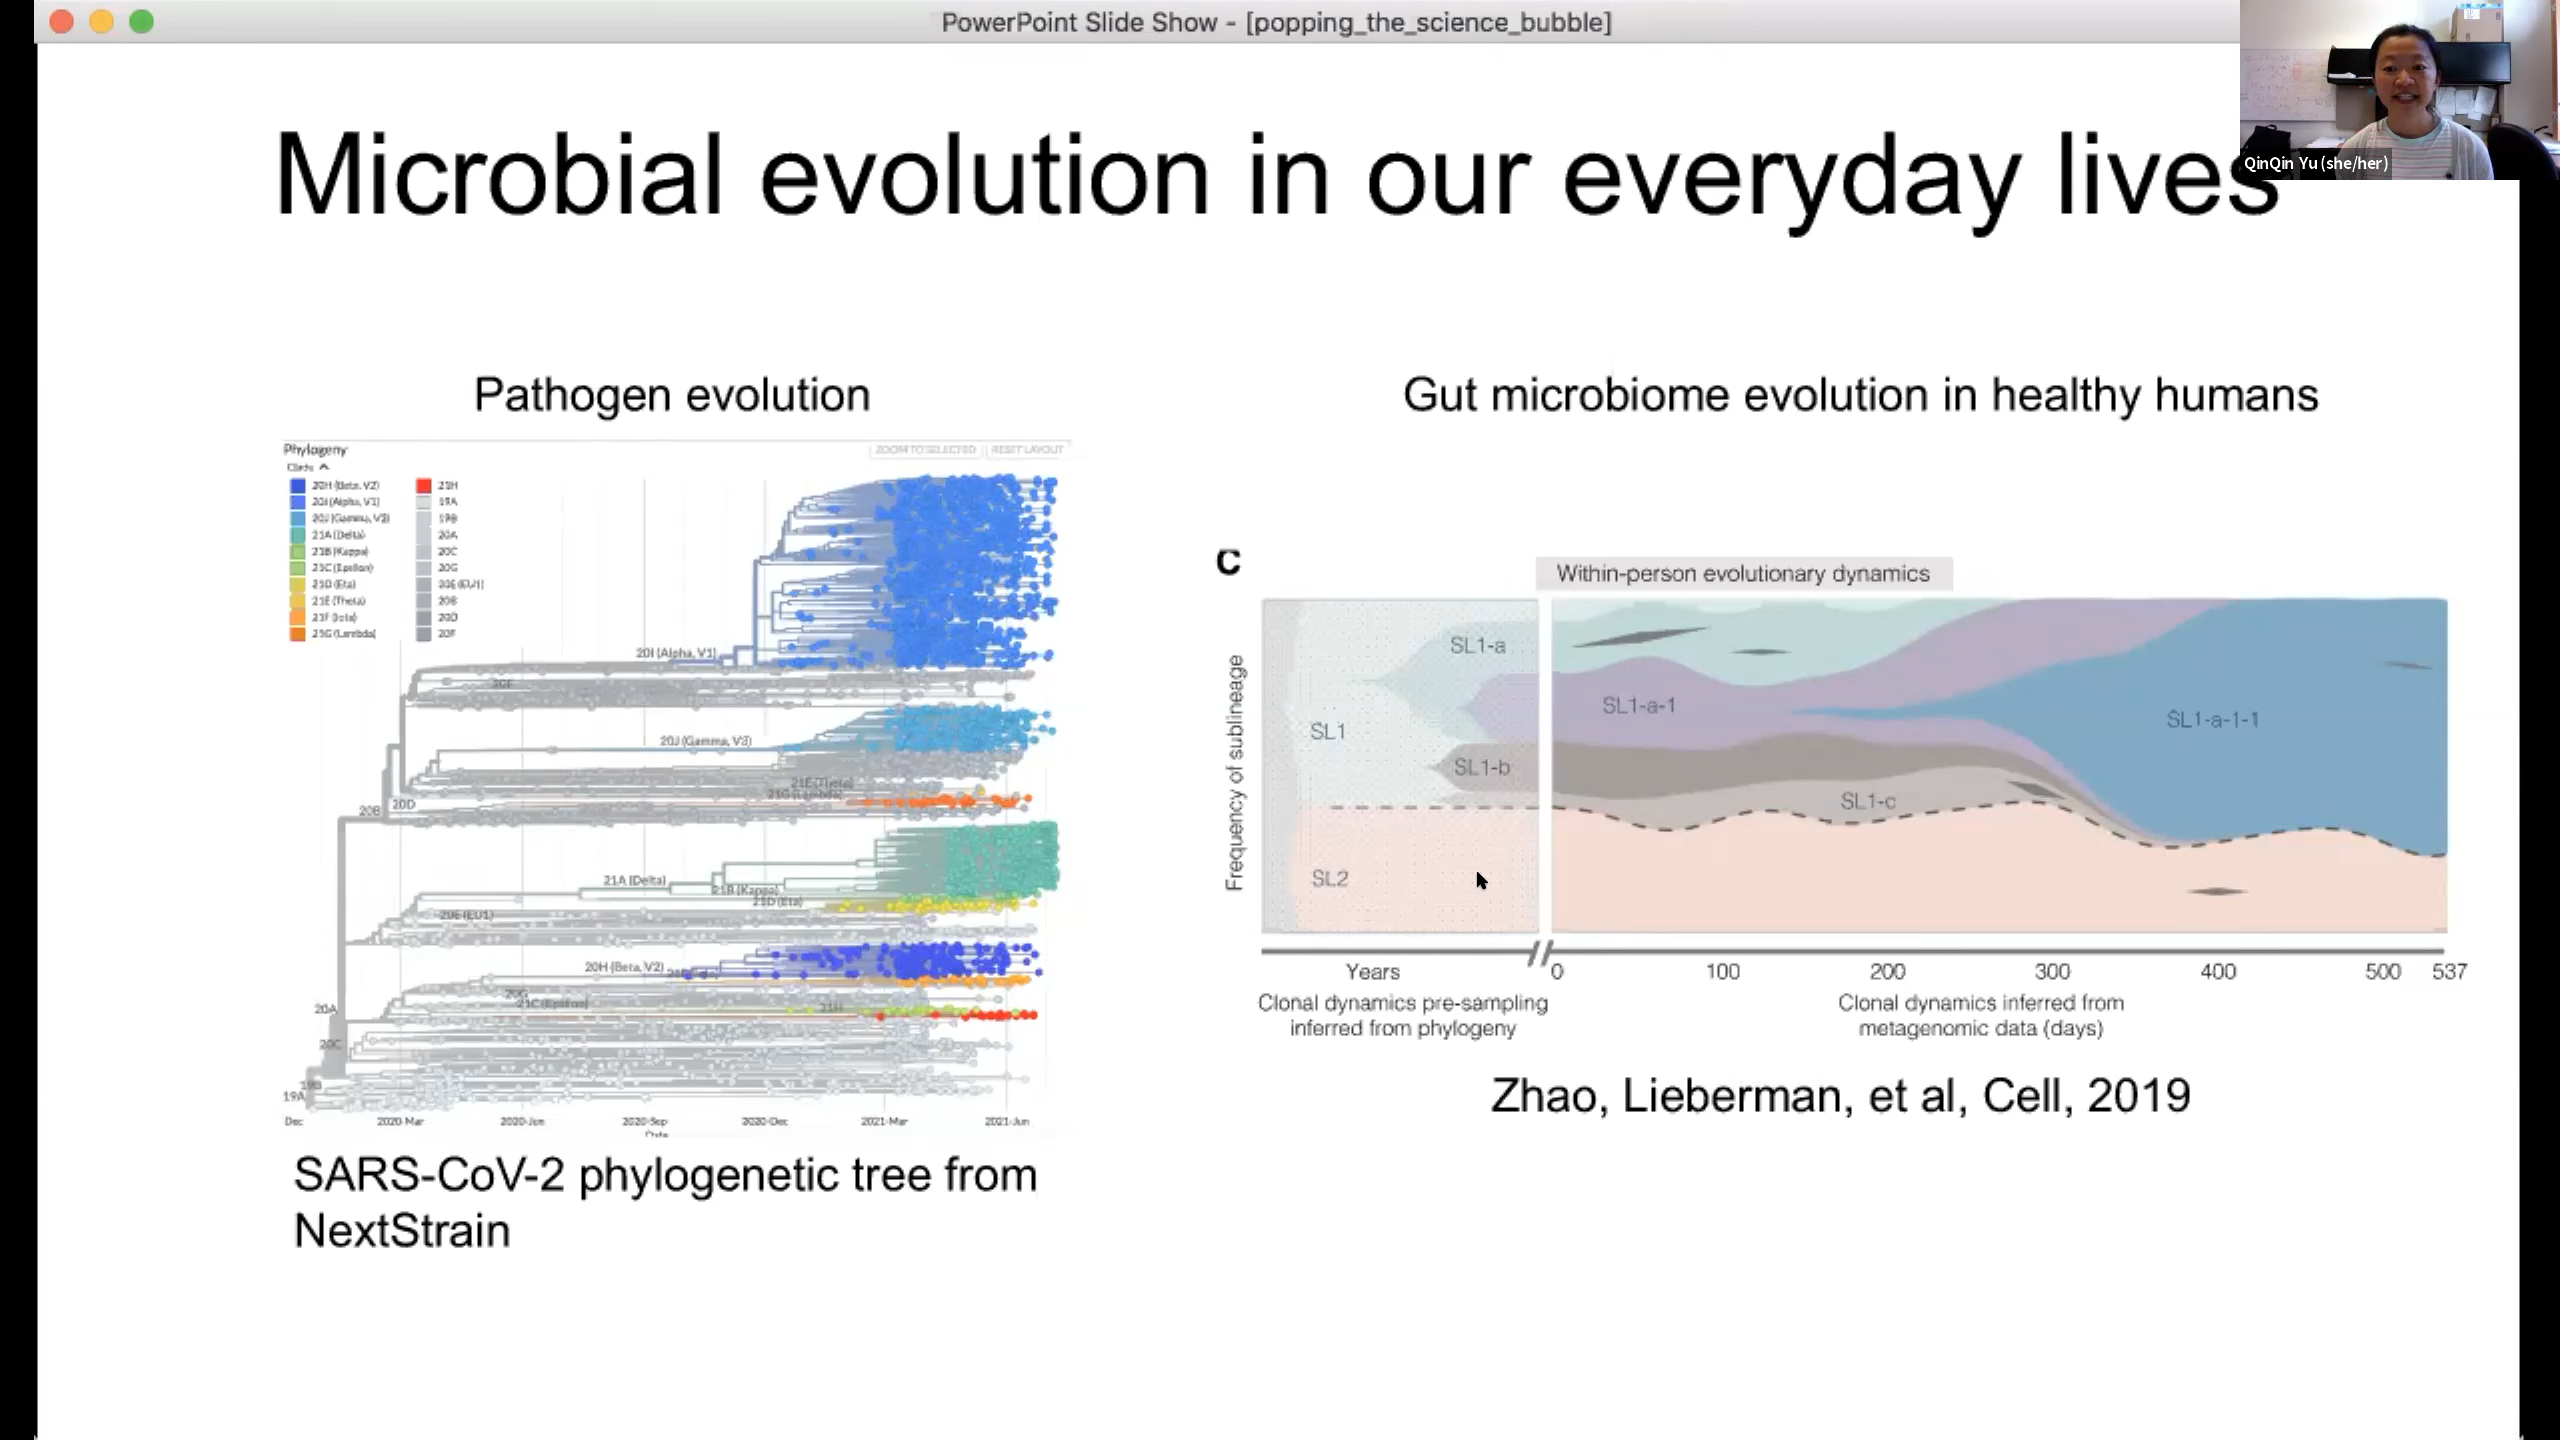 PowerPoint Slide Show - [popping_the_science_bubble]
QinQin Yu (she/her)
Microbial evolution in our everyday lives
Pathogen evolution
Phylogeny
ZOOM TO SELECTED
RESET LAYOUT
Clade
20H (Beta, V2)
20I (Alpha, V1)
20J (Gamma, V3)
21A (Delta)
21B (Kappa)
21C (Epsilon)
21D (Eta)
21E (Theta)
21F (Iota)
21G (Lambda)
21H
19A
19B
20A
20C
20G
20E (EU1)
20B
20D
20F
20I (Alpha, V1)
20F
20J (Gamma, V3)
21E (Theta)
21G (Lambda)
20B
20D
21A (Delta)
21B (Kappa)
21D (Eta)
20E (EU1)
20H (Beta, V2)
20G
21C (Epsilon)
21H
20A
20C
19B
19A
Dec
2020-Mar
2020-Jun
2020-Sep
2020-Dec
2021-Mar
2021-Jun
Date
SARS-CoV-2 phylogenetic tree from
NextStrain
Gut microbiome evolution in healthy humans
C
Within-person evolutionary dynamics
Frequency of sublineage
SL1-a
SL1
SL1-b
SL2
SL1-a-1
SL1-c
SL1-a-1-1
Years
0 100 200 300 400 500 537
Clonal dynamics pre-sampling
inferred from phylogeny
Clonal dynamics inferred from
metagenomic data (days)
Zhao, Lieberman, et al, Cell, 2019